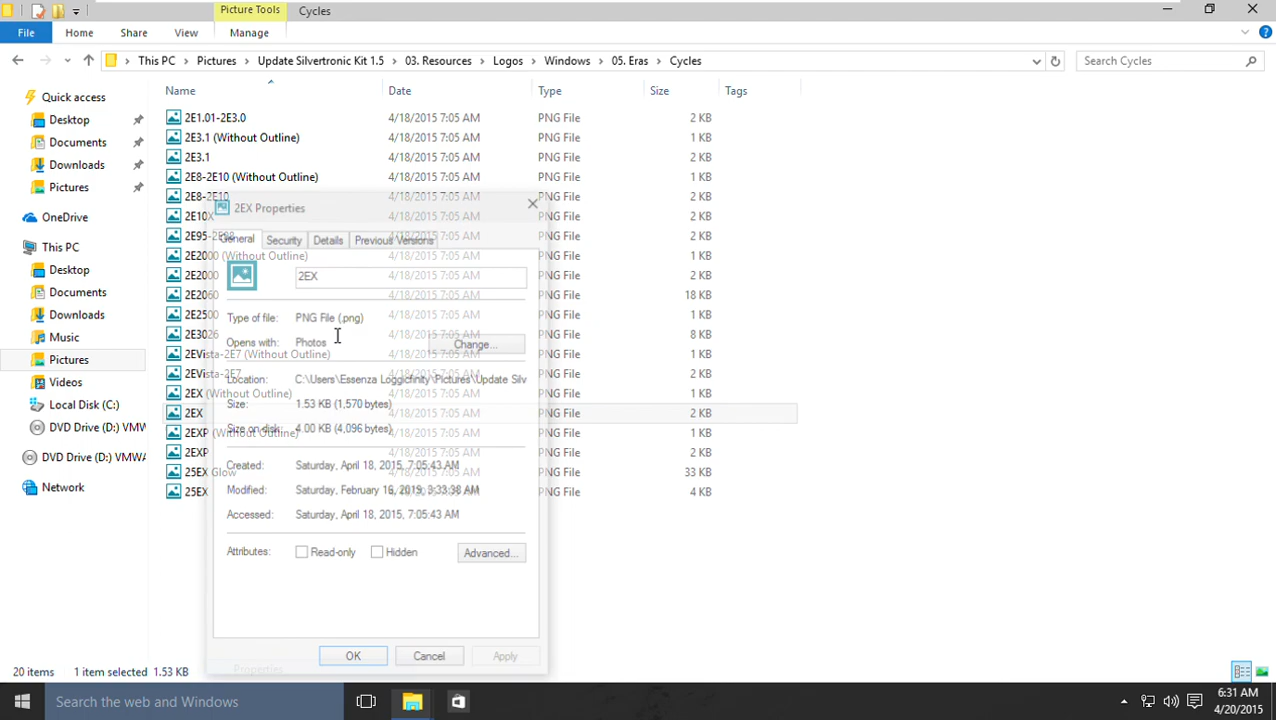 Picture Tools Cycles
File Home Share View Manage
This PC Pictures Update Silvertronic Kit 1.5 03. Resources Logos Windows 05. Eras Cycles Search Cycles
Name Date Type Size Tags
Quick access
Desktop
Documents
Downloads
Pictures
OneDrive
This PC
Desktop
Documents
Downloads
Music
Pictures
Videos
Local Disk (C:)
DVD Drive (D:) VMWA
DVD Drive (D:) VMWA
Network
2E1.01-2E3.0 4/18/2015 7:05 AM PNG File 2 KB
2E3.1 (Without Outline) 4/18/2015 7:05 AM PNG File 1 KB
2E3.1 4/18/2015 7:05 AM PNG File 2 KB
2E8-2E10 (Without Outline) 4/18/2015 7:05 AM PNG File 1 KB
2E8-2E10 4/18/2015 7:05 AM PNG File 2 KB
2E10X 4/18/2015 7:05 AM PNG File 2 KB
2E95-2E98 4/18/2015 7:05 AM PNG File 2 KB
2E2000 (Without Outline) 4/18/2015 7:05 AM PNG File 1 KB
2E2000 4/18/2015 7:05 AM PNG File 2 KB
2E2060 4/18/2015 7:05 AM PNG File 18 KB
2E2500 4/18/2015 7:05 AM PNG File 1 KB
2E3026 4/18/2015 7:05 AM PNG File 8 KB
2EVista-2E7 (Without Outline) 4/18/2015 7:05 AM PNG File 1 KB
2EVista-2E7 4/18/2015 7:05 AM PNG File 2 KB
2EX (Without Outline) 4/18/2015 7:05 AM PNG File 1 KB
2EX 4/18/2015 7:05 AM PNG File 2 KB
2EXP (Without Outline) 4/18/2015 7:05 AM PNG File 1 KB
2EXP 4/18/2015 7:05 AM PNG File 2 KB
25EX Glow 4/18/2015 7:05 AM PNG File 33 KB
25EX 4/18/2015 7:05 AM PNG File 4 KB
2EX Properties
General Security Details Previous Versions
2EX
Type of file: PNG File (.png)
Opens with: Photos Change...
Location: C:\Users\Essenza Loggicfinity\Pictures\Update Silv
Size: 1.53 KB (1,570 bytes)
Size on disk: 4.00 KB (4,096 bytes)
Created: Saturday, April 18, 2015, 7:05:43 AM
Modified: Saturday, February 16, 2019, 3:33:38 AM
Accessed: Saturday, April 18, 2015, 7:05:43 AM
Attributes: Read-only Hidden Advanced...
OK Cancel Apply
Properties
20 items 1 item selected 1.53 KB
Search the web and Windows
6:31 AM
4/20/2015